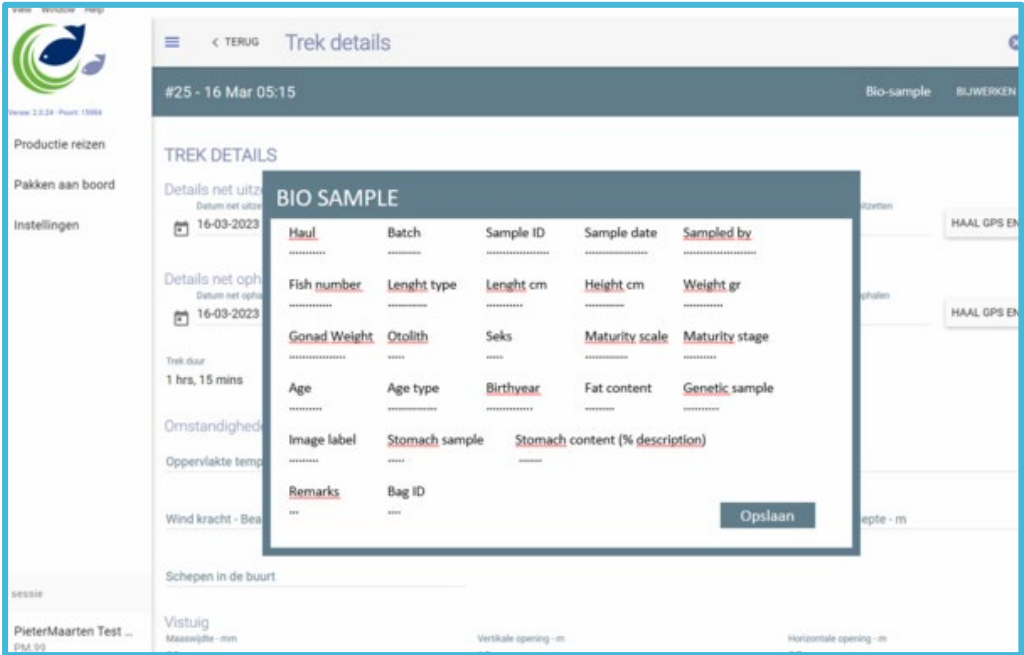 View Window Help
TERUG Trek details
Versie: 2.0.24 - Poort: 15984
#25 - 16 Mar 05:15 Bio-sample BIJWERKEN
Productie reizen
Pakken aan boord
Instellingen
TREK DETAILS
Details net uitze
Datum net uitze
16-03-2023
uitzetten
HAAL GPS EN
Details net oph
Datum net opha
16-03-2023
ophalen
HAAL GPS EN
Trek duur
1 hrs, 15 mins
Omstandighede
Oppervlakte temp
Wind kracht - Bea
epte - m
Schepen in de buurt
Vistuig
Maaswijdte - mm Vertikale opening - m Horizontale opening - m
BIO SAMPLE
Haul Batch Sample ID Sample date Sampled by
Fish number Lenght type Lenght cm Height cm Weight gr
Gonad Weight Otolith Seks Maturity scale Maturity stage
Age Age type Birthyear Fat content Genetic sample
Image label Stomach sample Stomach content (% description)
Remarks Bag ID
Opslaan
sessie
PieterMaarten Test ...
PM.99